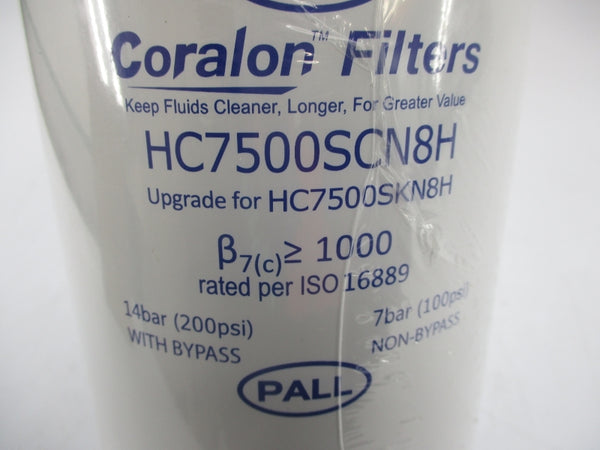 Coralon™ Filters
Keep Fluids Cleaner, Longer, For Greater Value
HC7500SCN8H
Upgrade for HC7500SKN8H
β7(c)≥ 1000
rated per ISO 16889
14bar (200psi)
WITH BYPASS
7bar (100psi)
NON-BYPASS
PALL